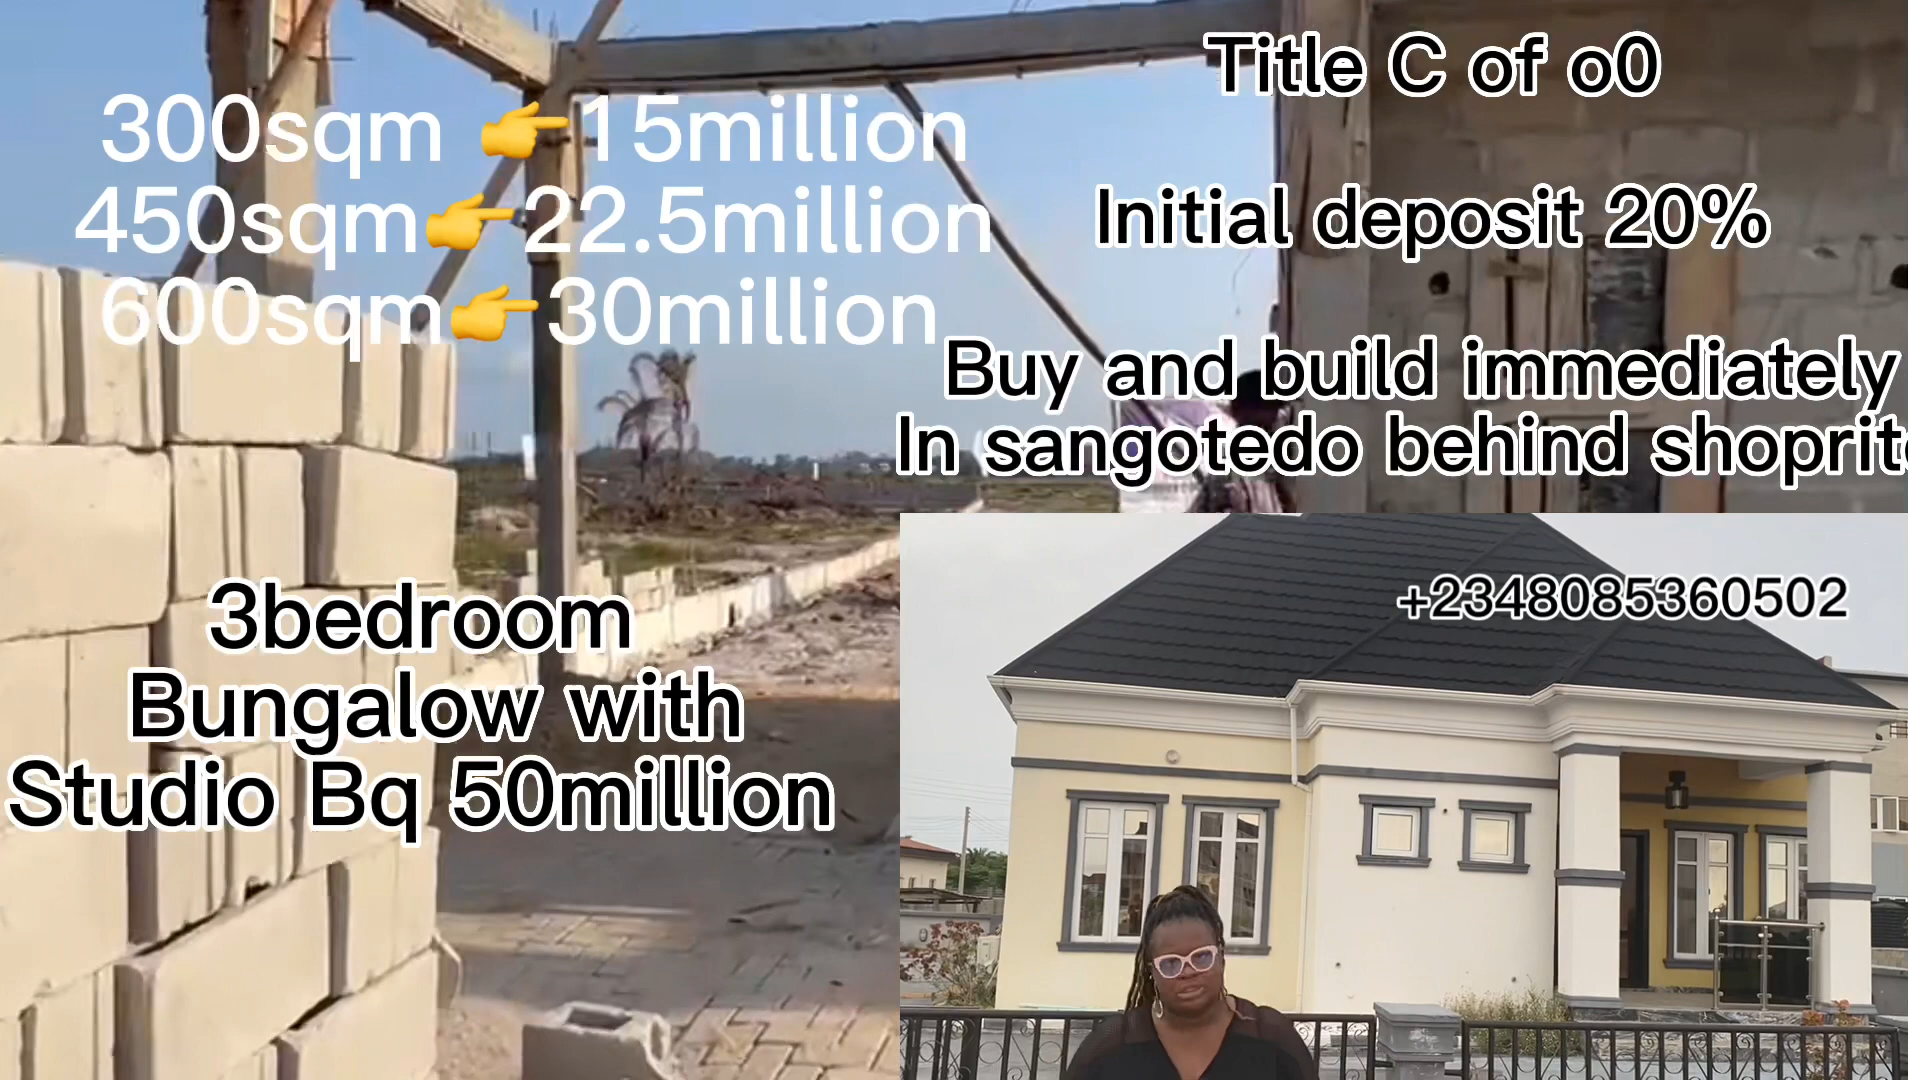 300sqm 👉15million
450sqm👉22.5million
600sqm👉30million
Title C of o0
Initial deposit 20%
Buy and build immediately
In sangotedo behind shoprite
3bedroom
Bungalow with
Studio Bq 50million
+2348085360502